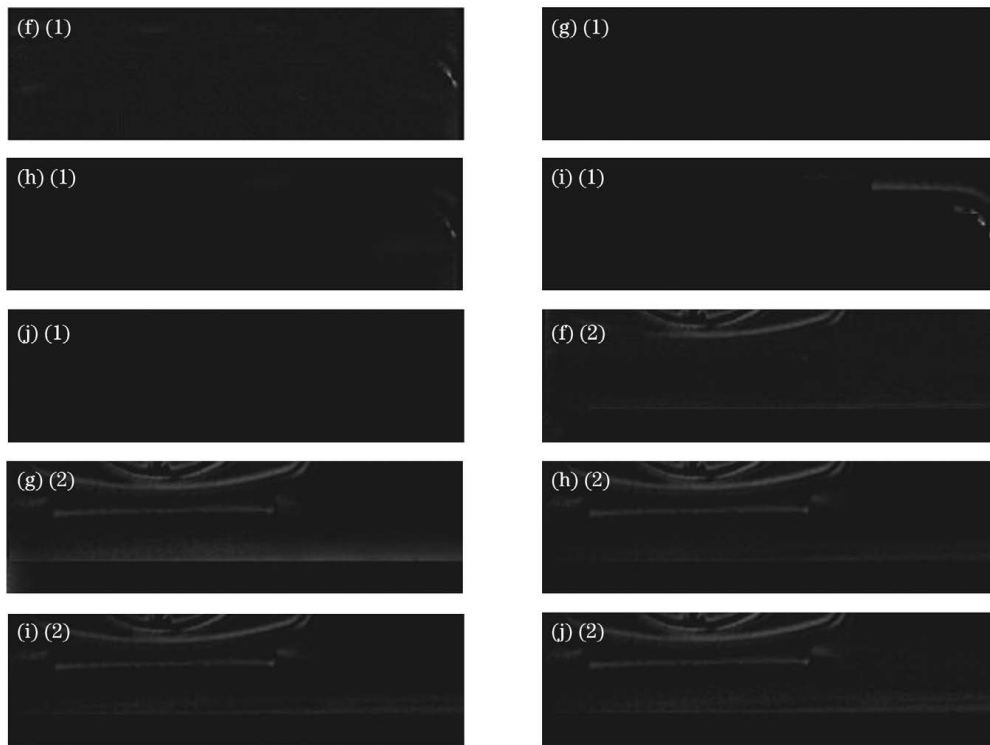 (f) (1)
(g) (1)
(h) (1)
(i) (1)
(j) (1)
(f) (2)
(g) (2)
(h) (2)
(i) (2)
(j) (2)